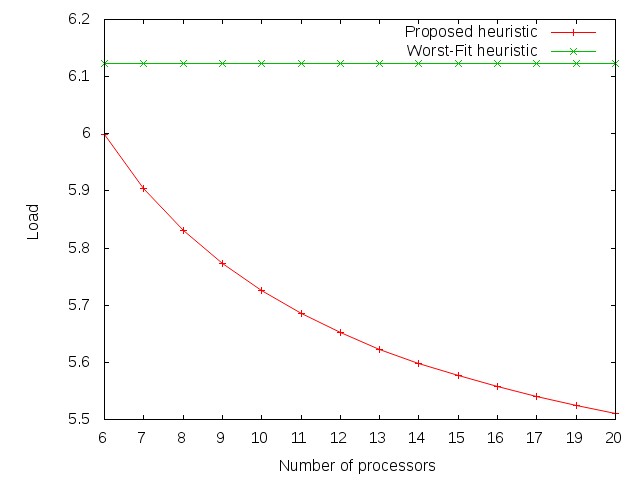 6.2
Proposed heuristic
Worst-Fit heuristic
6.1
6
5.9
5.8
5.7
5.6
5.5
Load
6 7 8 9 10 11 12 13 14 15 16 17 19 20
Number of processors